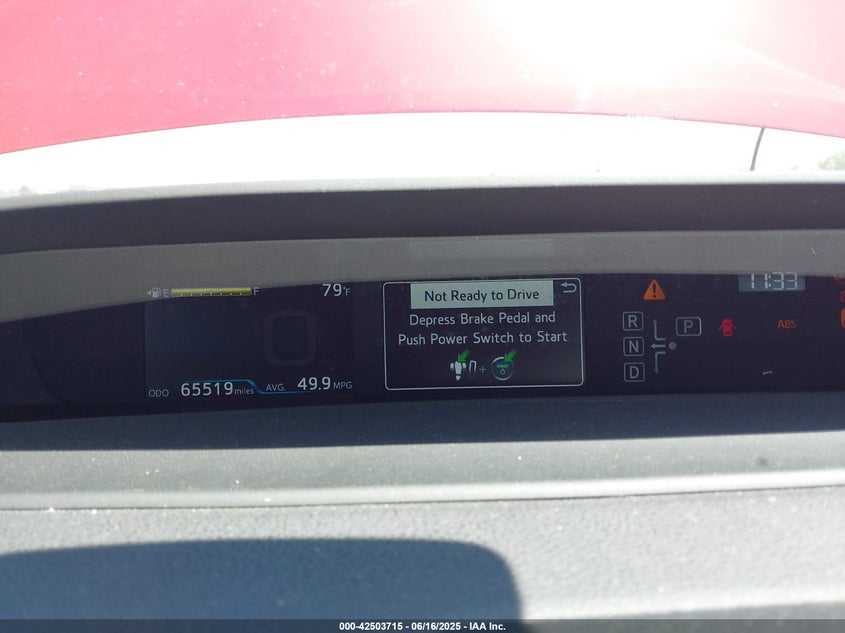 E F
79°F
ODO 65519 miles AVG. 49.9 MPG
Not Ready to Drive
Depress Brake Pedal and
Push Power Switch to Start
+ POWER
11:33
R
P
N
D
ABS
000-42503715 - 06/16/2025 - IAA Inc.